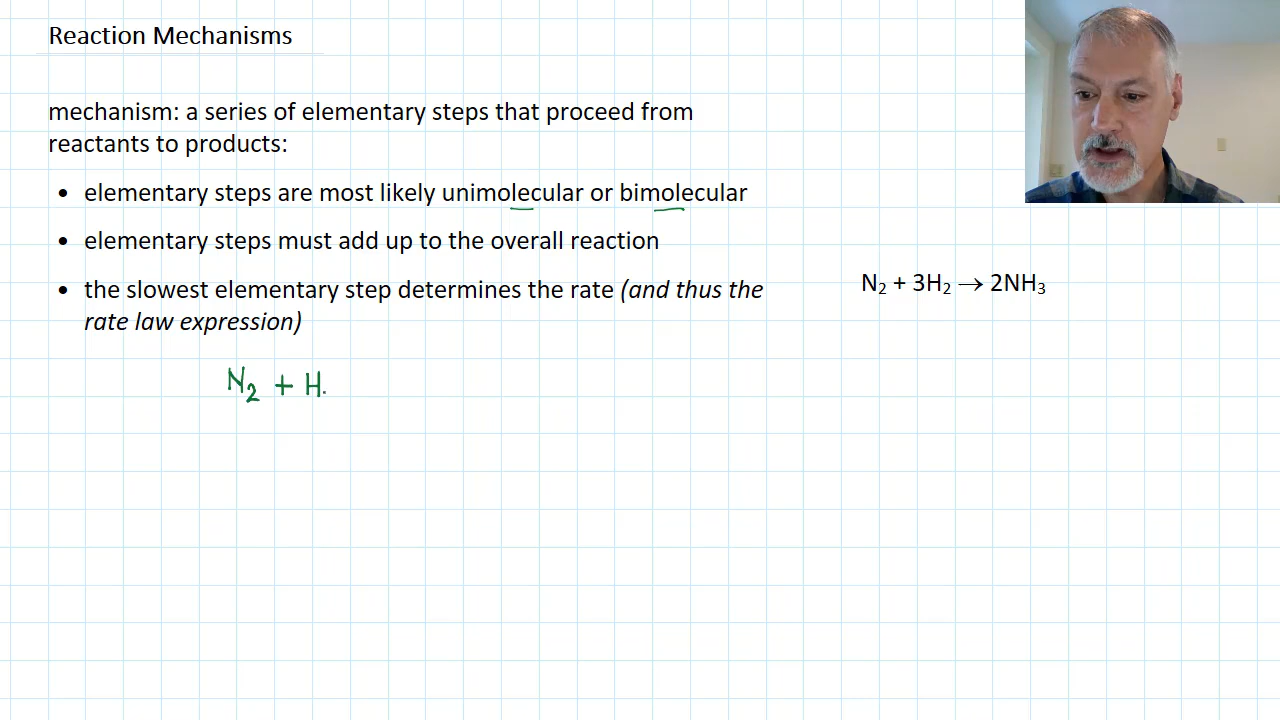 Reaction Mechanisms
mechanism: a series of elementary steps that proceed from
reactants to products:
• elementary steps are most likely unimolecular or bimolecular
• elementary steps must add up to the overall reaction
• the slowest elementary step determines the rate (and thus the
rate law expression)
N₂ + 3H₂ → 2NH₃
N₂ + H.